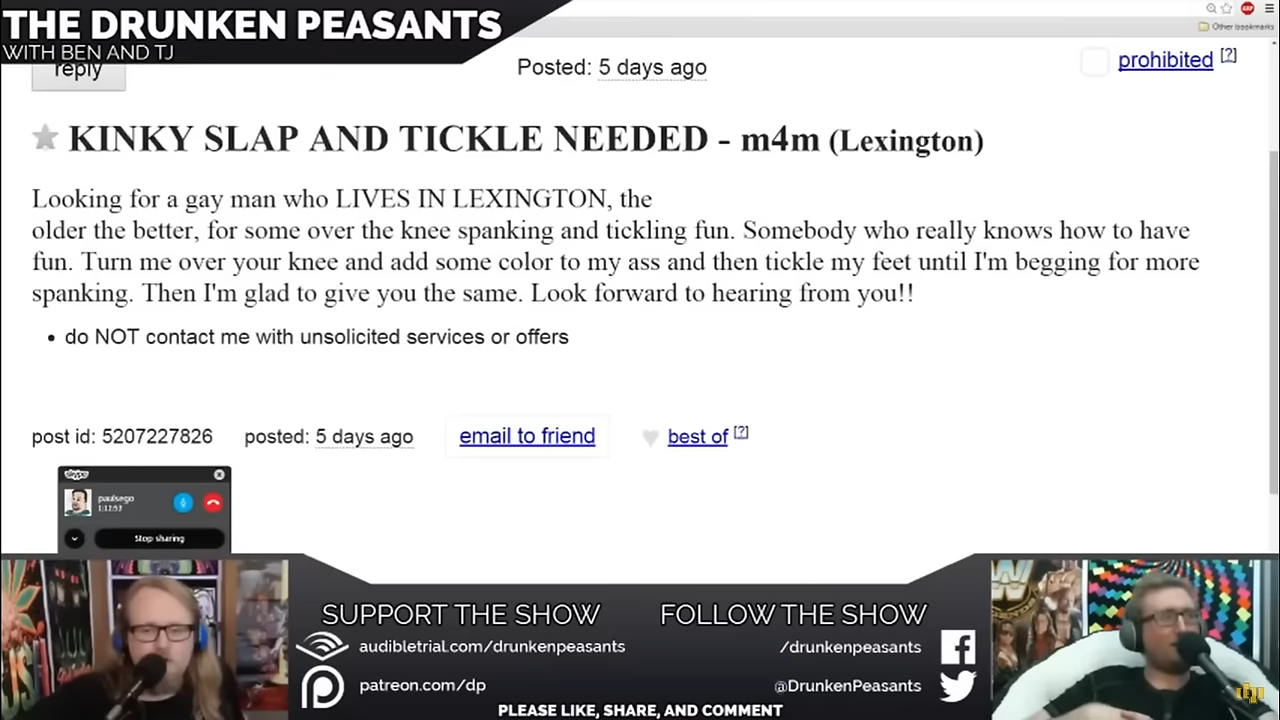 THE DRUNKEN PEASANTS
WITH BEN AND TJ
Other bookmarks
reply
Posted: 5 days ago
prohibited [?]
KINKY SLAP AND TICKLE NEEDED - m4m (Lexington)
Looking for a gay man who LIVES IN LEXINGTON, the
older the better, for some over the knee spanking and tickling fun. Somebody who really knows how to have
fun. Turn me over your knee and add some color to my ass and then tickle my feet until I'm begging for more
spanking. Then I'm glad to give you the same. Look forward to hearing from you!!
• do NOT contact me with unsolicited services or offers
post id: 5207227826
posted: 5 days ago
email to friend
best of [?]
skype
paulsego
1:12:53
Stop sharing
SUPPORT THE SHOW
audibletrial.com/drunkenpeasants
patreon.com/dp
FOLLOW THE SHOW
/drunkenpeasants
@DrunkenPeasants
PLEASE LIKE, SHARE, AND COMMENT